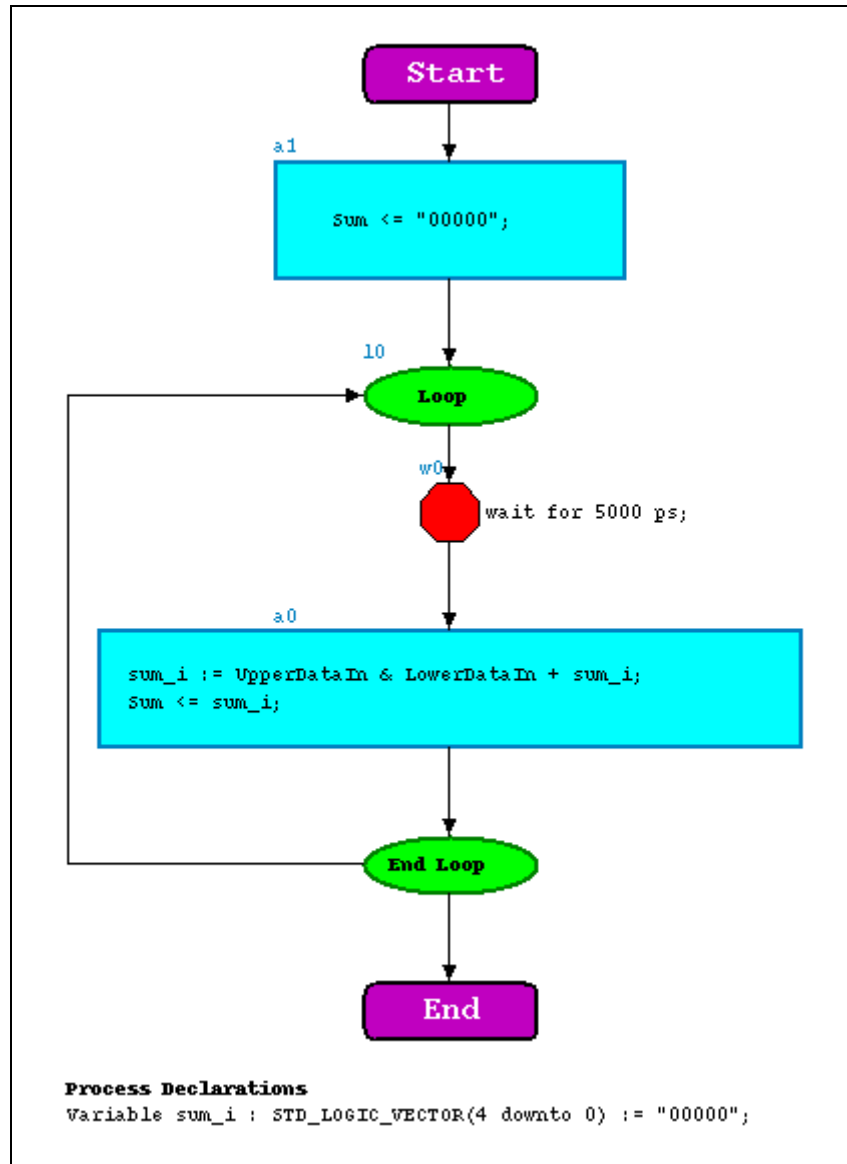 Start
a1
Sum <= "00000";
l0
Loop
w0
wait for 5000 ps;
a0
sum_i := UpperDataIn & LowerDataIn + sum_i;
Sum <= sum_i;
End Loop
End
Process Declarations
Variable sum_i : STD_LOGIC_VECTOR(4 downto 0) := "00000";